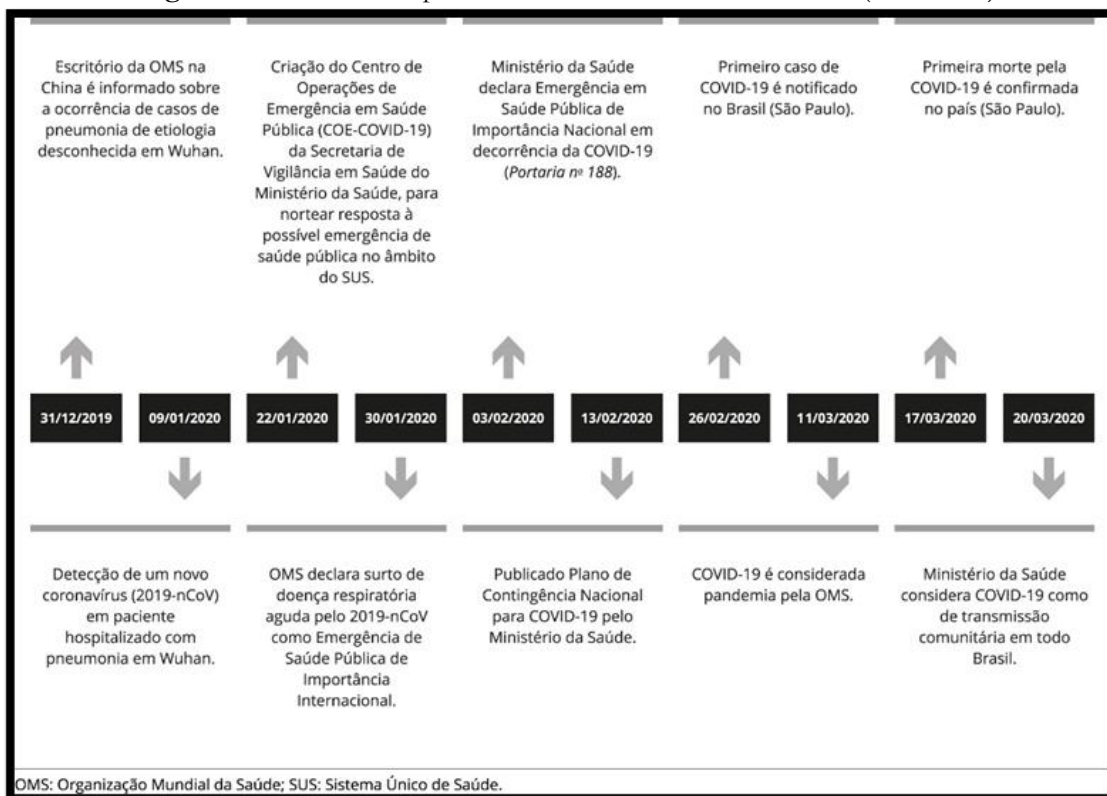 Escritório da OMS na
China é informado sobre
a ocorrência de casos de
pneumonia de etiologia
desconhecida em Wuhan.
Criação do Centro de
Operações de
Emergência em Saúde
Pública (COE-COVID-19)
da Secretaria de
Vigilância em Saúde do
Ministério da Saúde, para
nortear resposta à
possível emergência de
saúde pública no âmbito
do SUS.
Ministério da Saúde
declara Emergência em
Saúde Pública de
Importância Nacional em
decorrência da COVID-19
(Portaria nº 188).
Primeiro caso de
COVID-19 é notificado
no Brasil (São Paulo).
Primeira morte pela
COVID-19 é confirmada
no país (São Paulo).
31/12/2019 09/01/2020 22/01/2020 30/01/2020 03/02/2020 13/02/2020 26/02/2020 11/03/2020 17/03/2020 20/03/2020
Detecção de um novo
coronavírus (2019-nCoV)
em paciente
hospitalizado com
pneumonia em Wuhan.
OMS declara surto de
doença respiratória
aguda pelo 2019-nCoV
como Emergência de
Saúde Pública de
Importância
Internacional.
Publicado Plano de
Contingência Nacional
para COVID-19 pelo
Ministério da Saúde.
COVID-19 é considerada
pandemia pela OMS.
Ministério da Saúde
considera COVID-19 como
de transmissão
comunitária em todo
Brasil.
OMS: Organização Mundial da Saúde; SUS: Sistema Único de Saúde.